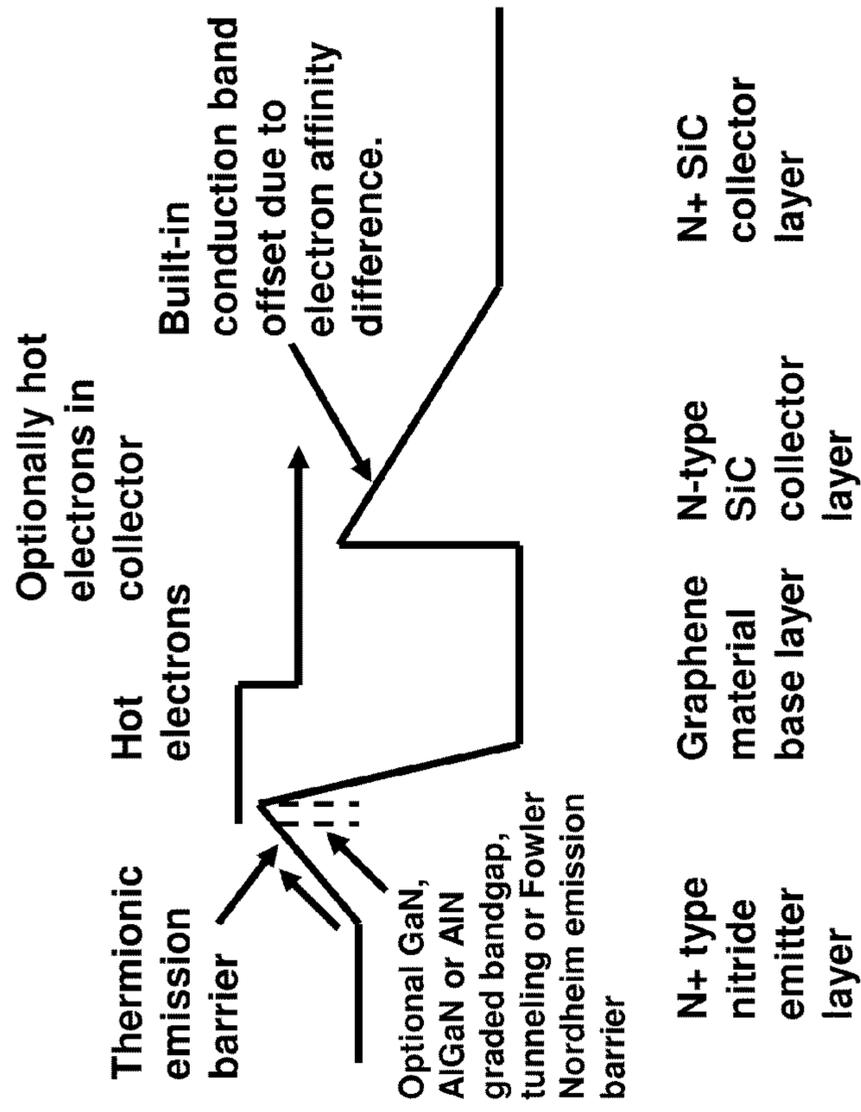 Thermionic
emission
barrier
Hot
electrons
Optionally hot
electrons in
collector
Built-in
conduction band
offset due to
electron affinity
difference.
Optional GaN,
AlGaN or AlN
graded bandgap,
tunneling or Fowler
Nordheim emission
barrier
N+ type
nitride
emitter
layer
Graphene
material
base layer
N-type
SiC
collector
layer
N+ SiC
collector
layer